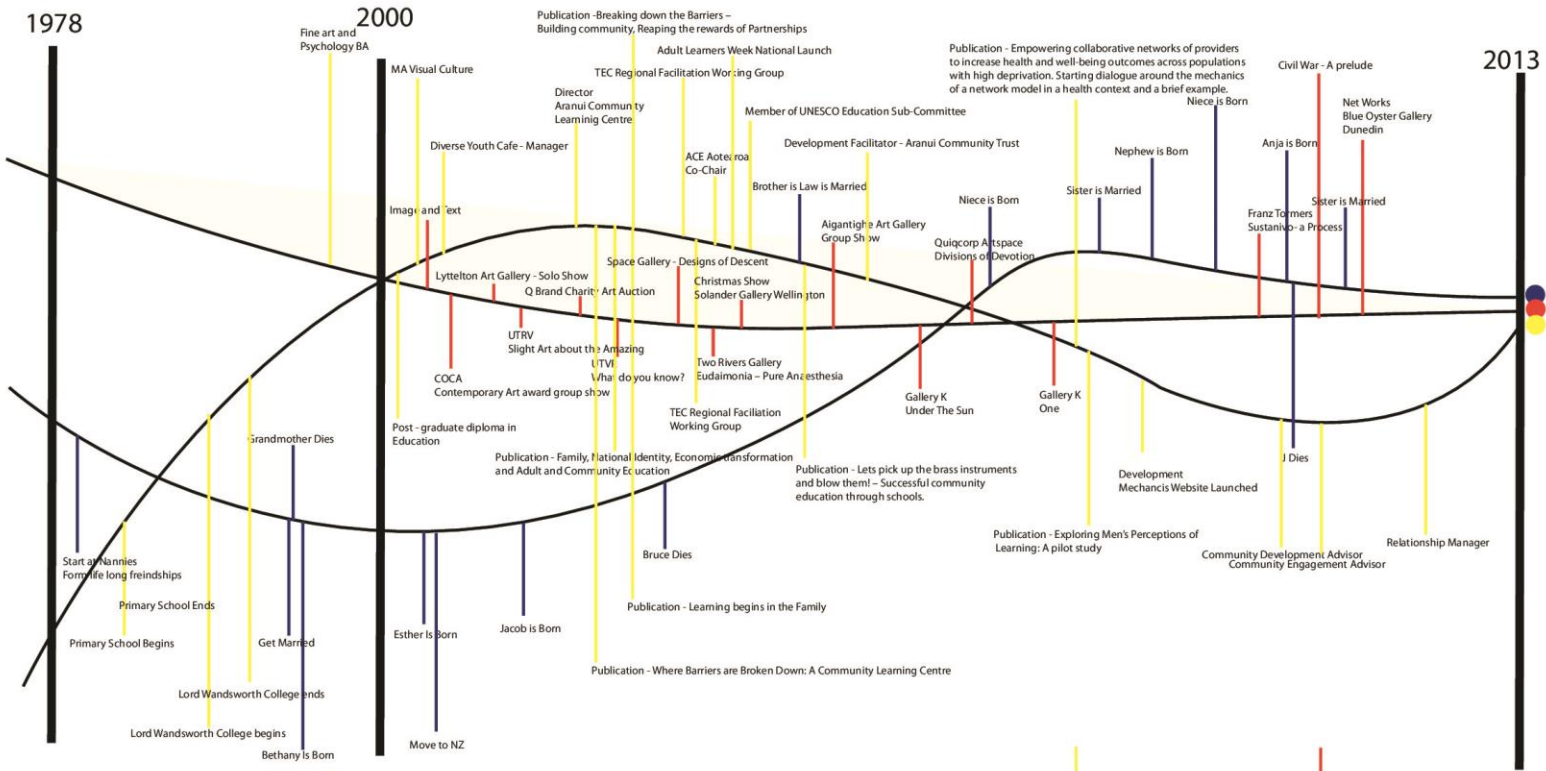 1978
2000
2013
Fine art and
Psychology BA
MA Visual Culture
Publication -Breaking down the Barriers –
Building community, Reaping the rewards of Partnerships
Adult Learners Week National Launch
TEC Regional Facilitation Working Group
Director
Aranui Community
Learninig Centre
Member of UNESCO Education Sub-Committee
Diverse Youth Cafe - Manager
ACE Aotearoa
Co-Chair
Development Facilitator - Aranui Community Trust
Brother is Law is Married
Publication - Empowering collaborative networks of providers
to increase health and well-being outcomes across populations
with high deprivation. Starting dialogue around the mechanics
of a network model in a health context and a brief example.
Niece is Born
Civil War - A prelude
Net Works
Blue Oyster Gallery
Dunedin
Anja is Born
Nephew is Born
Sister is Married
Niece is Born
Sister is Married
Franz Tormers
Sustanivo- a Process
Image and Text
Aigantighe Art Gallery
Group Show
Quiqcorp Artspace
Divisions of Devotion
Lyttelton Art Gallery - Solo Show
Space Gallery - Designs of Descent
Q Brand Charity Art Auction
Christmas Show
Solander Gallery Wellington
UTRV
Slight Art about the Amazing
UTVR
What do you know?
Two Rivers Gallery
Eudaimonia – Pure Anaesthesia
COCA
Contemporary Art award group show
Gallery K
Under The Sun
Gallery K
One
Post - graduate diploma in
Education
TEC Regional Faciliation
Working Group
Grandmother Dies
Publication - Family, National Identity, Economic transformation
and Adult and Community Education
Publication - Lets pick up the brass instruments
and blow them! – Successful community
education through schools.
J Dies
Development
Mechancis Website Launched
Publication - Exploring Men's Perceptions of
Learning: A pilot study
Community Development Advisor
Community Engagement Advisor
Relationship Manager
Start at Nannies
Form life long freindships
Bruce Dies
Primary School Ends
Primary School Begins
Get Married
Esther Is Born
Jacob is Born
Publication - Learning begins in the Family
Publication - Where Barriers are Broken Down: A Community Learning Centre
Lord Wandsworth College ends
Lord Wandsworth College begins
Bethany Is Born
Move to NZ